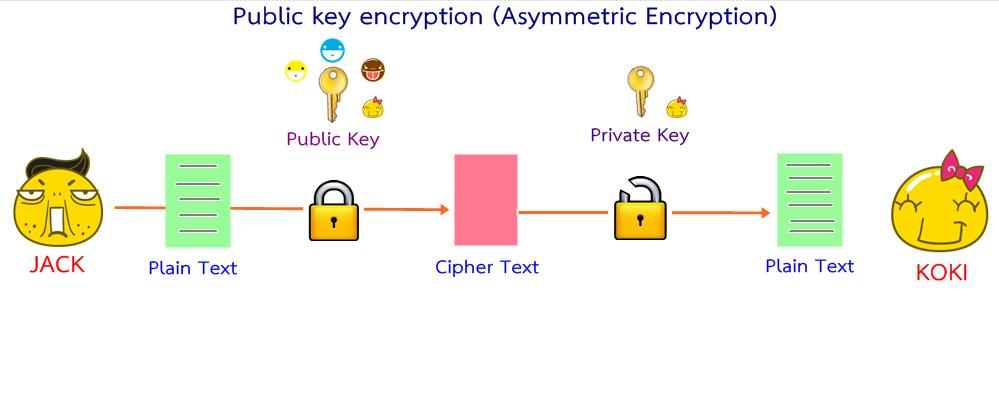 Public key encryption (Asymmetric Encryption)
Public Key
Private Key
JACK
Plain Text
Cipher Text
Plain Text
KOKI